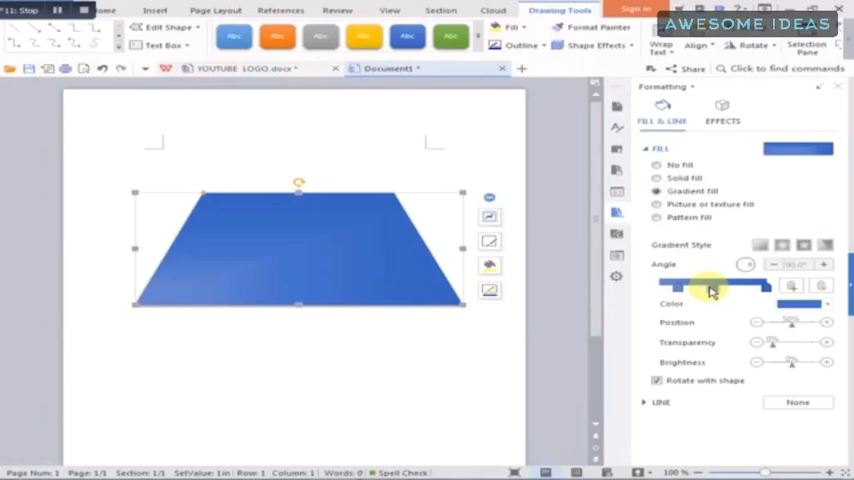 11: Stop
AWESOME IDEAS
Insert
Page Layout
References
Review
View
Section
Cloud
Drawing Tools
Sign in
Edit Shape
Text Box
Abc
Abc
Abc
Abc
Abc
Abc
Fill
Format Painter
Outline
Shape Effects
Wrap
Text
Align
Rotate
Selection
Pane
YOUTUBE LOGO.docx *
Document1 *
Share
Click to find commands
Formatting
FILL & LINE
EFFECTS
FILL
No fill
Solid fill
Gradient fill
Picture or texture fill
Pattern fill
Gradient Style
Angle
90.0°
Color
Position
Transparency
Brightness
Rotate with shape
LINE
None
Page Num: 1 Page: 1/1 Section: 1/1 SetValue: 1in Row: 1 Column: 1 Words: 0 Spell Check
100 %